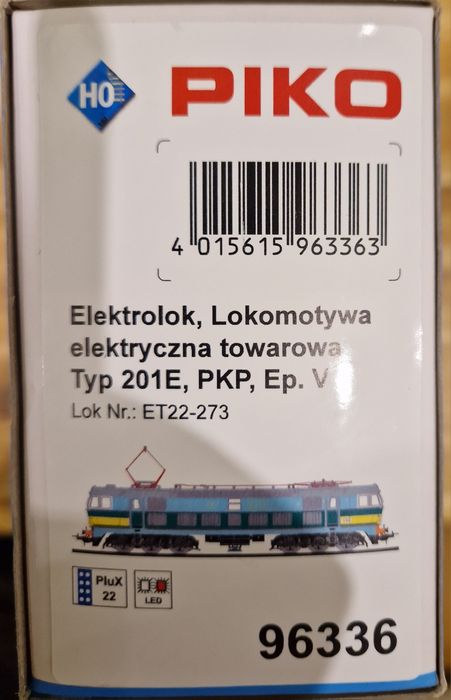 H0
PIKO
4 015615 963363
Elektrolok, Lokomotywa
elektryczna towarowa
Typ 201E, PKP, Ep. V
Lok Nr.: ET22-273
PluX
22
LED
96336